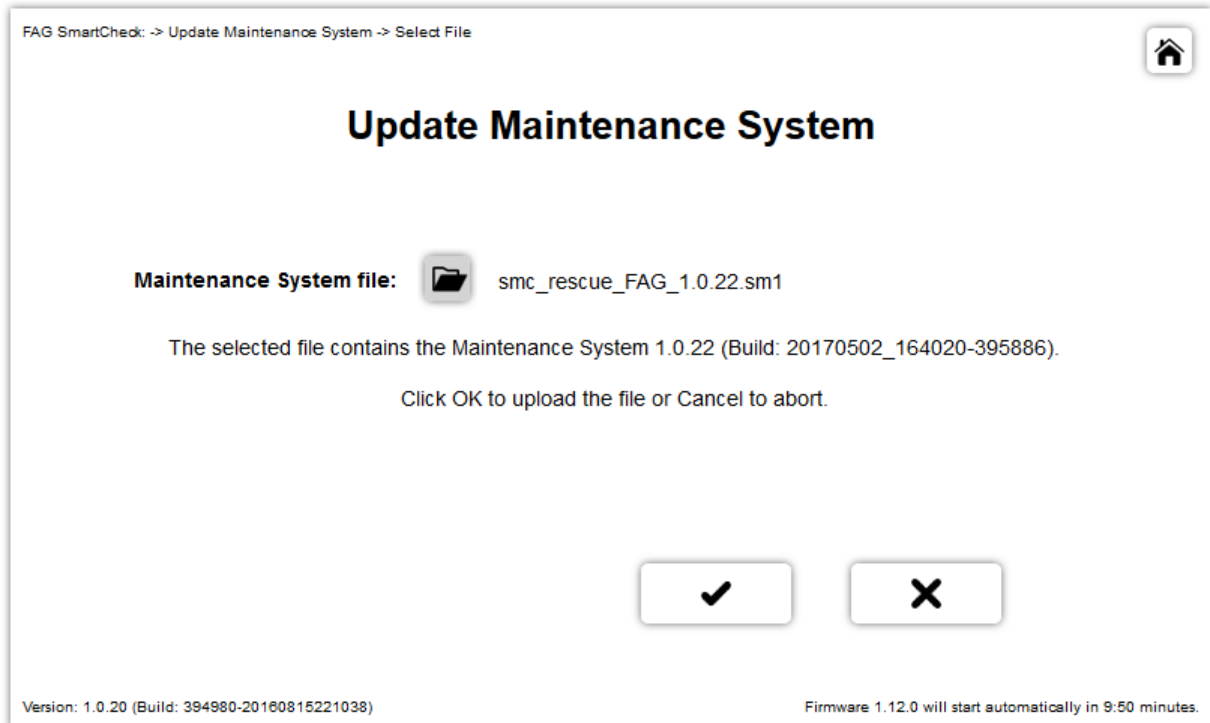 FAG SmartCheck: -> Update Maintenance System -> Select File
Update Maintenance System
Maintenance System file: smc_rescue_FAG_1.0.22.sm1
The selected file contains the Maintenance System 1.0.22 (Build: 20170502_164020-395886).
Click OK to upload the file or Cancel to abort.
Version: 1.0.20 (Build: 394980-20160815221038) Firmware 1.12.0 will start automatically in 9:50 minutes.